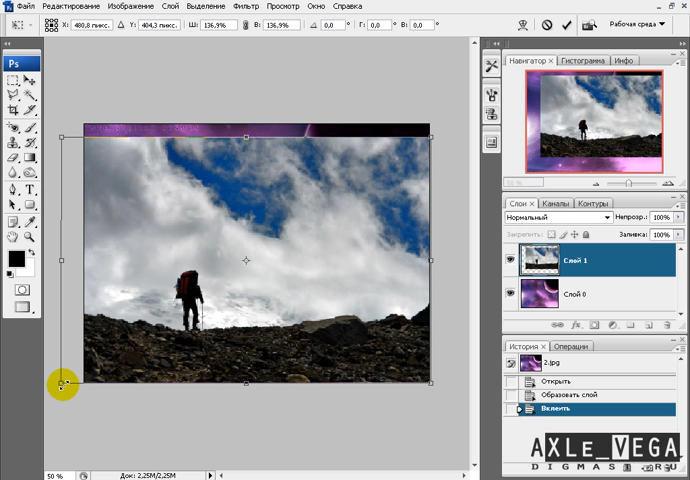 Файл Редактирование Изображение Слой Выделение Фильтр Просмотр Окно Справка
X: 480,8 пикс. Y: 404,3 пикс. Ш: 136,9% В: 136,9% 0,0 ° Г: 0,0 ° В: 0,0 ° Рабочая среда
Ps
Навигатор × Гистограмма Инфо
50 %
Слои × Каналы Контуры
Нормальный Непрозр.: 100%
Закрепить: Заливка: 100%
Слой 1
Слой 0
История × Операции
2.jpg
Открыть
Образовать слой
Вклеить
AXLE_VEGA
DIGMAST.RU
50 % Док: 2,25M/2,25M